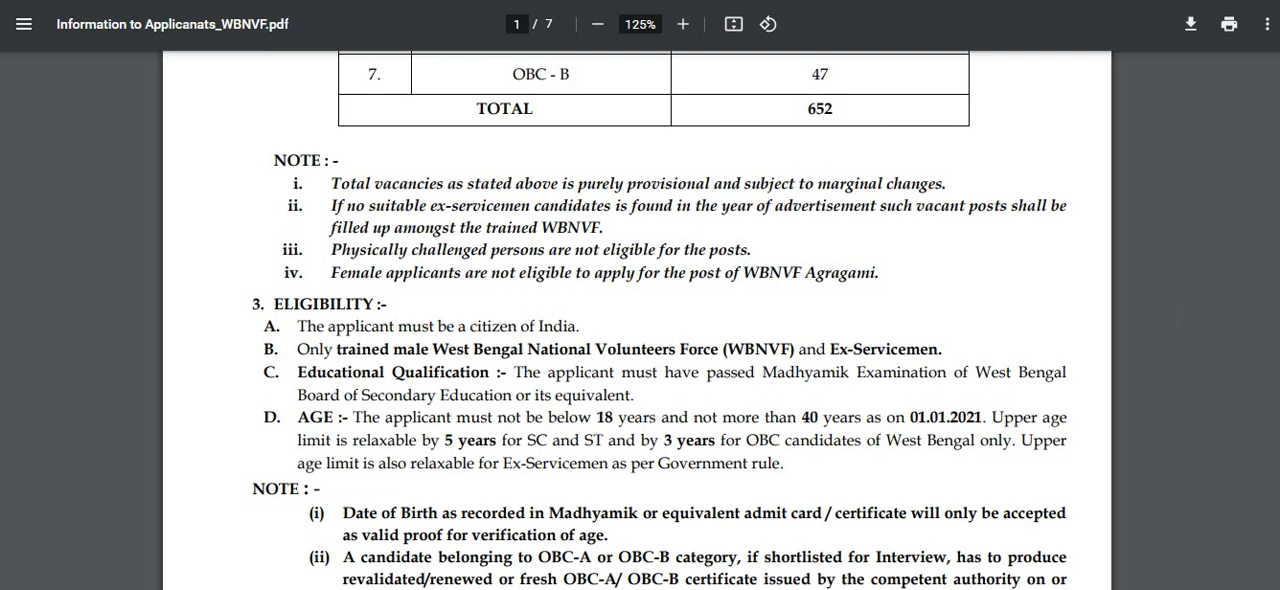 Information to Applicanats_WBNVF.pdf
1 / 7
125%
7. OBC - B 47
TOTAL 652
NOTE : -
i. Total vacancies as stated above is purely provisional and subject to marginal changes.
ii. If no suitable ex-servicemen candidates is found in the year of advertisement such vacant posts shall be
filled up amongst the trained WBNVF.
iii. Physically challenged persons are not eligible for the posts.
iv. Female applicants are not eligible to apply for the post of WBNVF Agragami.
3. ELIGIBILITY :-
A. The applicant must be a citizen of India.
B. Only trained male West Bengal National Volunteers Force (WBNVF) and Ex-Servicemen.
C. Educational Qualification :- The applicant must have passed Madhyamik Examination of West Bengal
Board of Secondary Education or its equivalent.
D. AGE :- The applicant must not be below 18 years and not more than 40 years as on 01.01.2021. Upper age
limit is relaxable by 5 years for SC and ST and by 3 years for OBC candidates of West Bengal only. Upper
age limit is also relaxable for Ex-Servicemen as per Government rule.
NOTE : -
(i) Date of Birth as recorded in Madhyamik or equivalent admit card / certificate will only be accepted
as valid proof for verification of age.
(ii) A candidate belonging to OBC-A or OBC-B category, if shortlisted for Interview, has to produce
revalidated/renewed or fresh OBC-A/ OBC-B certificate issued by the competent authority on or